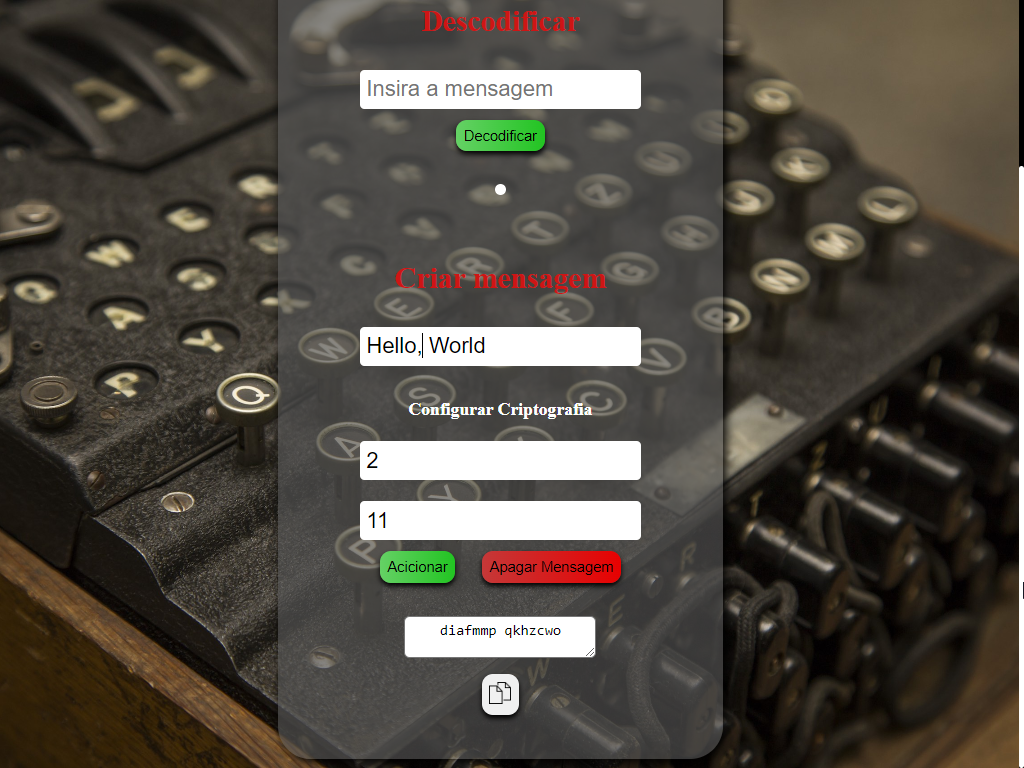 Descodificar
Insira a mensagem
Decodificar
Criar mensagem
Hello, World
Configurar Criptografia
2
11
Acicionar Apagar Mensagem
diafmmp qkhzcwo